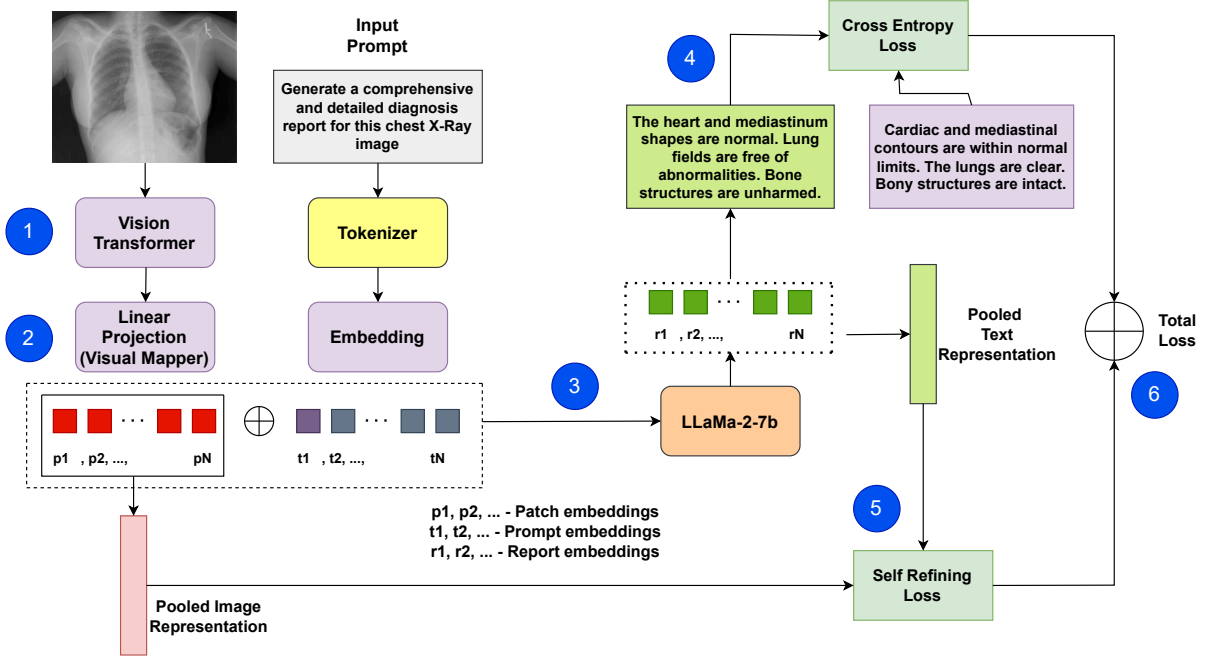 Input
Prompt
Generate a comprehensive
and detailed diagnosis
report for this chest X-Ray
image
1
Vision
Transformer
Tokenizer
2
Linear
Projection
(Visual Mapper)
Embedding
p1 , p2, ..., pN
t1 , t2, ..., tN
3
LLaMa-2-7b
r1 , r2, ..., rN
The heart and mediastinum
shapes are normal. Lung
fields are free of
abnormalities. Bone
structures are unharmed.
4
Cross Entropy
Loss
Cardiac and mediastinal
contours are within normal
limits. The lungs are clear.
Bony structures are intact.
Pooled
Text
Representation
Total
Loss
6
5
Self Refining
Loss
p1, p2, ... - Patch embeddings
t1, t2, ... - Prompt embeddings
r1, r2, ... - Report embeddings
Pooled Image
Representation